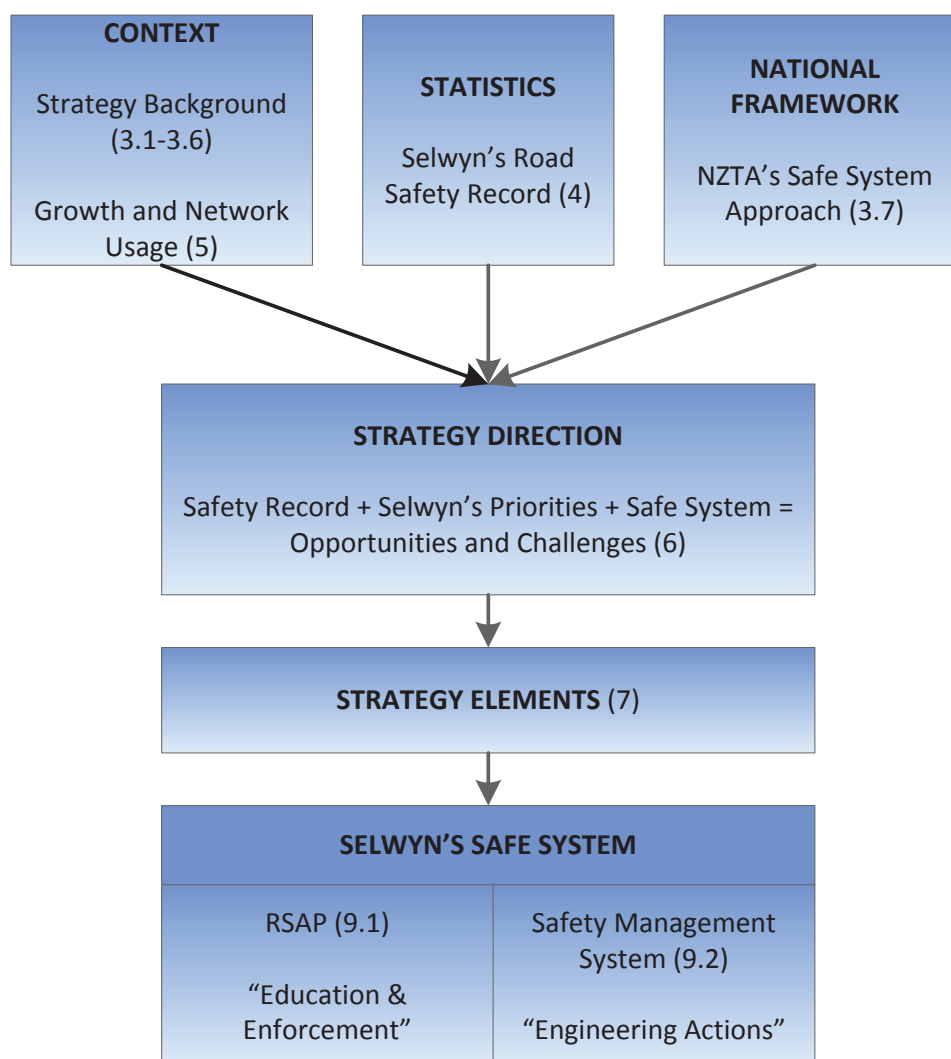 CONTEXT
Strategy Background
(3.1-3.6)
Growth and Network
Usage (5)
STATISTICS
Selwyn’s Road
Safety Record (4)
NATIONAL
FRAMEWORK
NZTA’s Safe System
Approach (3.7)
STRATEGY DIRECTION
Safety Record + Selwyn’s Priorities + Safe System =
Opportunities and Challenges (6)
STRATEGY ELEMENTS (7)
SELWYN’S SAFE SYSTEM
RSAP (9.1)
“Education &
Enforcement”
Safety Management
System (9.2)
“Engineering Actions”